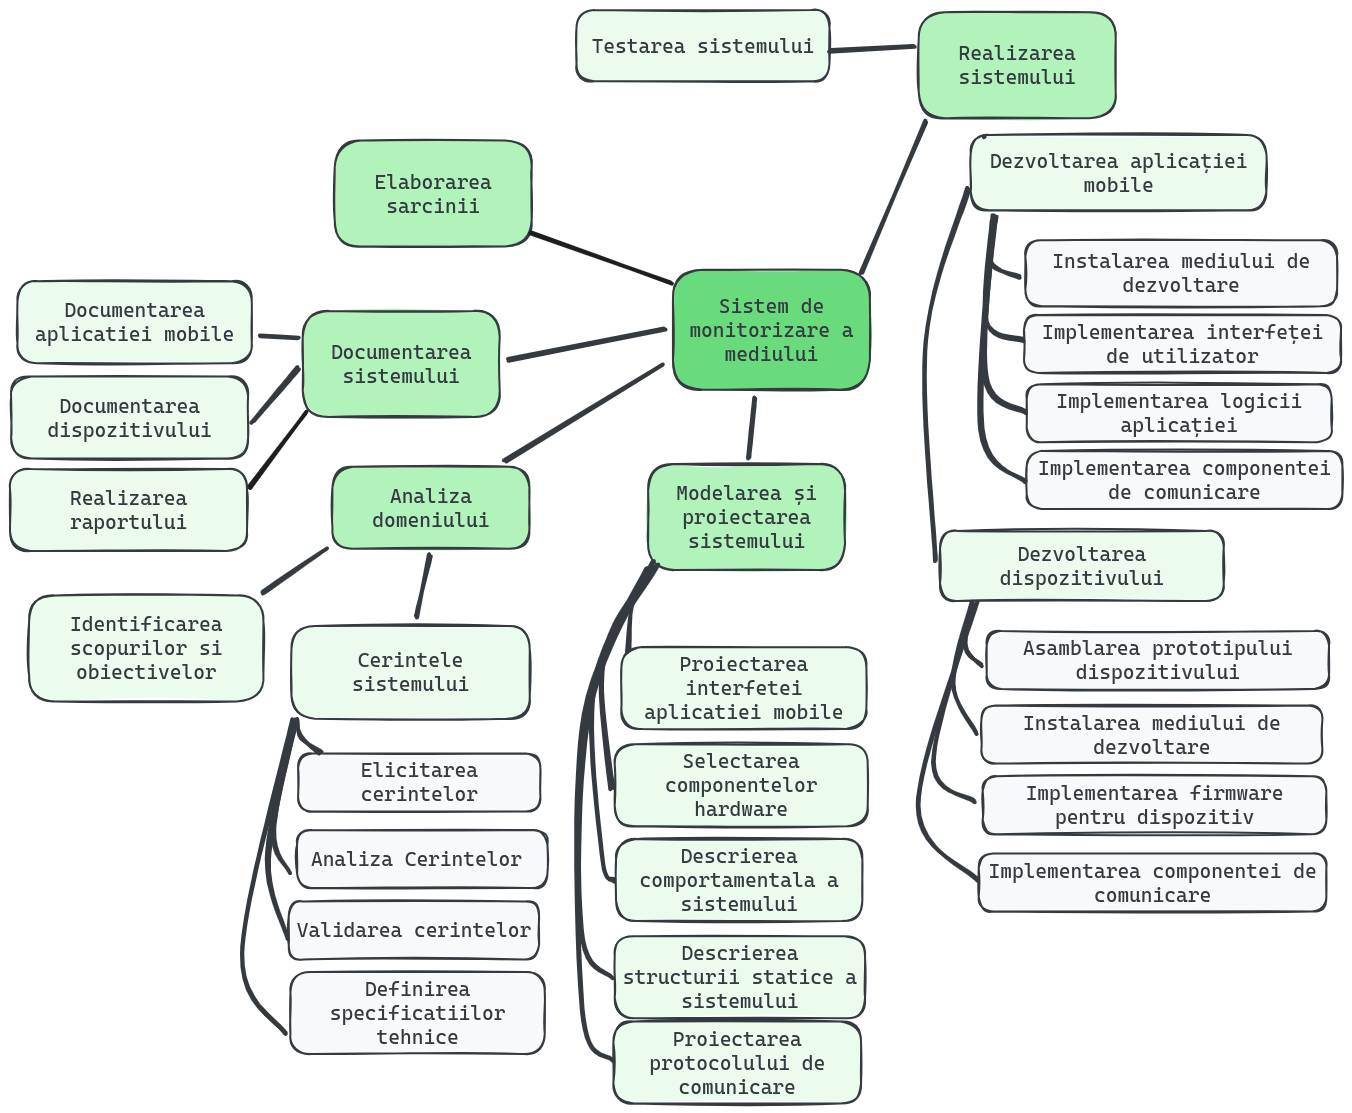 Testarea sistemului
Realizarea
sistemului
Dezvoltarea aplicației
mobile
Elaborarea
sarcinii
Instalarea mediului de
dezvoltare
Implementarea interfeței
de utilizator
Implementarea logicii
aplicației
Implementarea componentei
de comunicare
Sistem de
monitorizare a
mediului
Documentarea
aplicatiei mobile
Documentarea
sistemului
Documentarea
dispozitivului
Realizarea
raportului
Analiza
domeniului
Modelarea și
proiectarea
sistemului
Dezvoltarea
dispozitivului
Identificarea
scopurilor si
obiectivelor
Cerintele
sistemului
Elicitarea
cerintelor
Analiza Cerintelor
Validarea cerintelor
Definirea
specificatiilor
tehnice
Proiectarea
interfetei
aplicatiei mobile
Selectarea
componentelor
hardware
Descrierea
comportamentala a
sistemului
Descrierea
structurii statice a
sistemului
Proiectarea
protocolului de
comunicare
Asamblarea prototipului
dispozitivului
Instalarea mediului de
dezvoltare
Implementarea firmware
pentru dispozitiv
Implementarea componentei de
comunicare